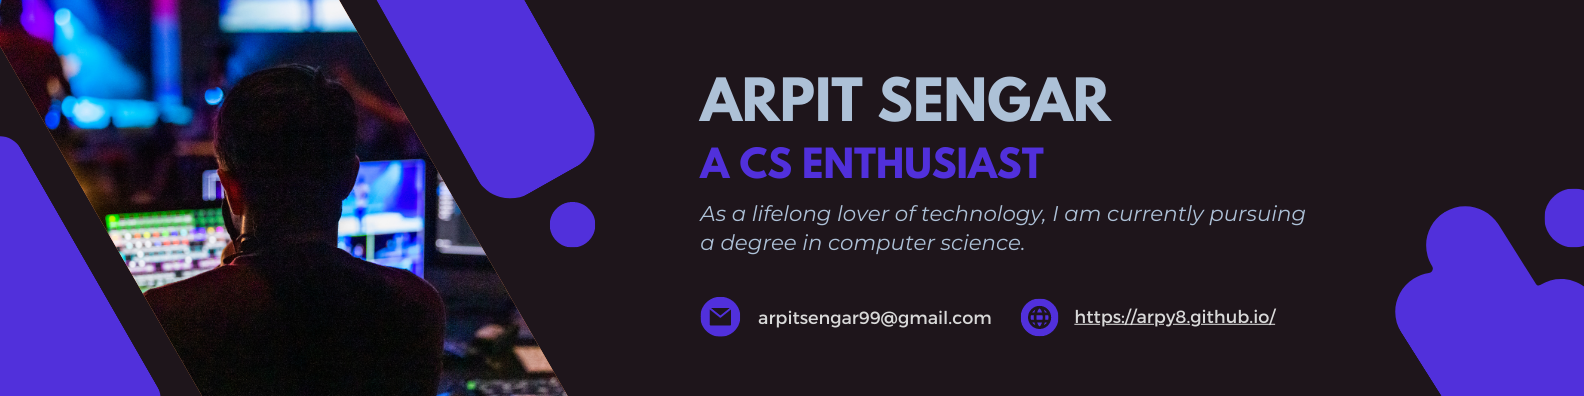 ARPIT SENGAR
A CS ENTHUSIAST
As a lifelong lover of technology, I am currently pursuing
a degree in computer science.
arpitsengar99@gmail.com https://arpy8.github.io/